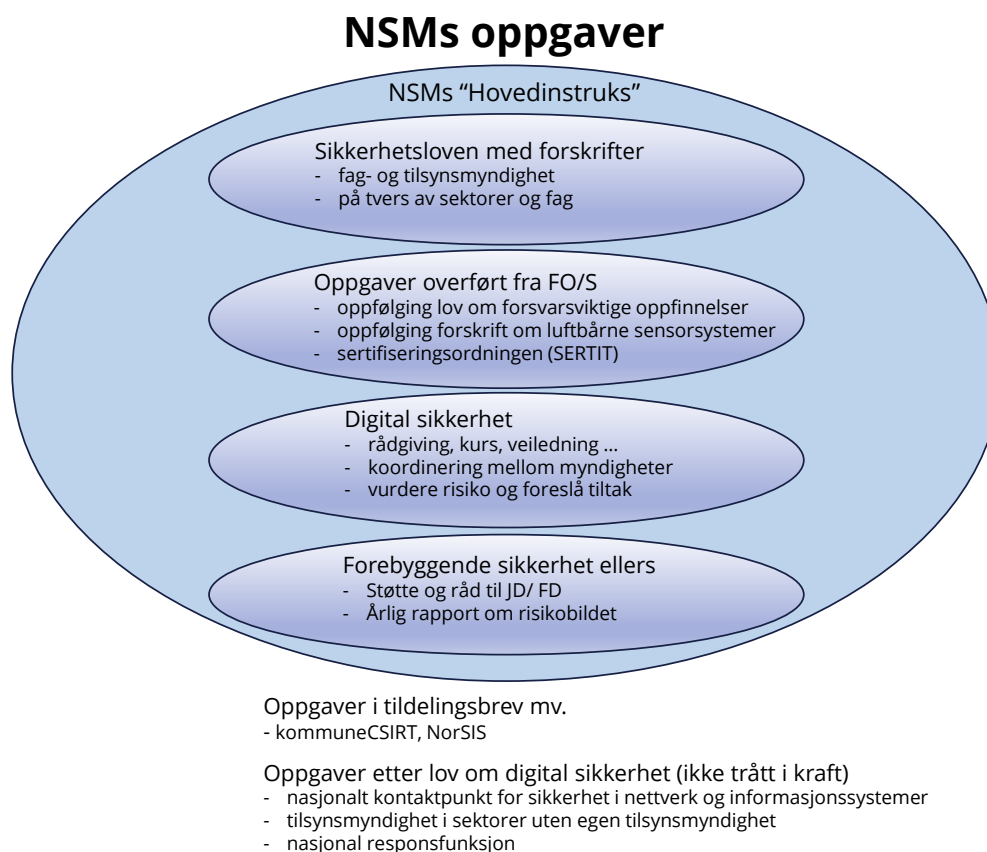 NSMs oppgaver
NSMs “Hovedinstruks”
Sikkerhetsloven med forskrifter
- fag- og tilsynsmyndighet
- på tvers av sektorer og fag
Oppgaver overført fra FO/S
- oppfølging lov om forsvarsviktige oppfinnelser
- oppfølging forskrift om luftbårne sensorsystemer
- sertifiseringsordningen (SERTIT)
Digital sikkerhet
- rådgiving, kurs, veiledning ...
- koordinering mellom myndigheter
- vurdere risiko og foreslå tiltak
Forebyggende sikkerhet ellers
- Støtte og råd til JD/ FD
- Årlig rapport om risikobildet
Oppgaver i tildelingsbrev mv.
- kommuneCSIRT, NorSIS
Oppgaver etter lov om digital sikkerhet (ikke trått i kraft)
- nasjonalt kontaktpunkt for sikkerhet i nettverk og informasjonssystemer
- tilsynsmyndighet i sektorer uten egen tilsynsmyndighet
- nasjonal responsfunksjon